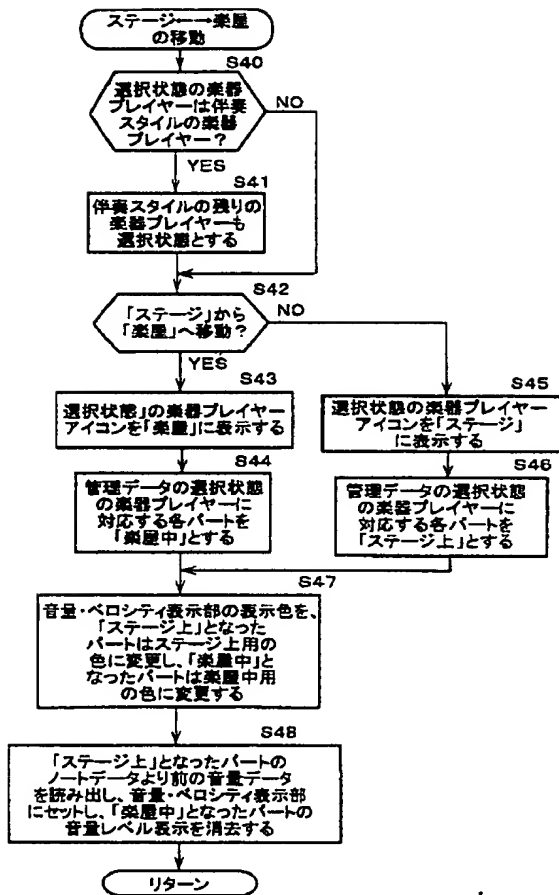 ステージ←→楽屋
の移動
S40
選択状態の楽器
プレイヤーは伴奏
スタイルの楽器
プレイヤー？
NO
YES
S41
伴奏スタイルの残りの
楽器プレイヤーも
選択状態とする
S42
「ステージ」から
「楽屋」へ移動？
NO
YES
S43
選択状態」の楽器プレイヤー
アイコンを「楽屋」に表示する
S44
管理データの選択状態
の楽器プレイヤーに
対応する各パートを
「楽屋中」とする
S45
選択状態の楽器プレイヤー
アイコンを「ステージ」
に表示する
S46
管理データの選択状態
の楽器プレイヤーに
対応する各パートを
「ステージ上」とする
S47
音量・ベロシティ表示部の表示色を、
「ステージ上」となった
パートはステージ上用の
色に変更し、「楽屋中」と
なったパートは楽屋中用
の色に変更する
S48
「ステージ上」となったパートの
ノートデータより前の音量データ
を読み出し、音量・ベロシティ表示部
にセットし、「楽屋中」となったパートの
音量レベル表示を消去する
リターン